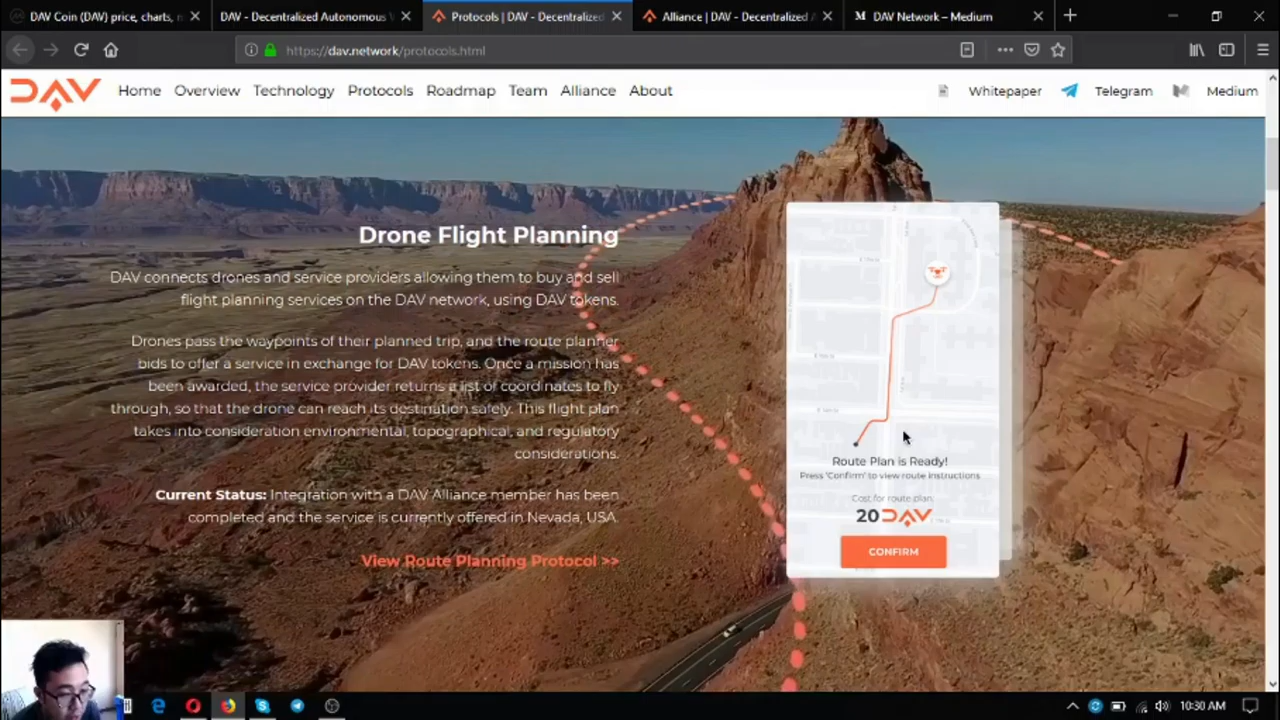 DAV Coin (DAV) price, charts,
DAV - Decentralized Autonomous
Protocols | DAV - Decentralized
Alliance | DAV - Decentralized
M DAV Network – Medium
https://dav.network/protocols.html
DAV
Home
Overview
Technology
Protocols
Roadmap
Team
Alliance
About
Whitepaper
Telegram
Medium
Drone Flight Planning
DAV connects drones and service providers allowing them to buy and sell
flight planning services on the DAV network, using DAV tokens.
Drones pass the waypoints of their planned trip, and the route planner
bids to offer a service in exchange for DAV tokens. Once a mission has
been awarded, the service provider returns a list of coordinates to fly
through, so that the drone can reach its destination safely. This flight plan
takes into consideration environmental, topographical, and regulatory
considerations.
Current Status: Integration with a DAV Alliance member has been
completed and the service is currently offered in Nevada, USA.
View Route Planning Protocol >>
Route Plan is Ready!
Press 'Confirm' to view route instructions
Cost for route plan:
20 DAV
CONFIRM
10:30 AM